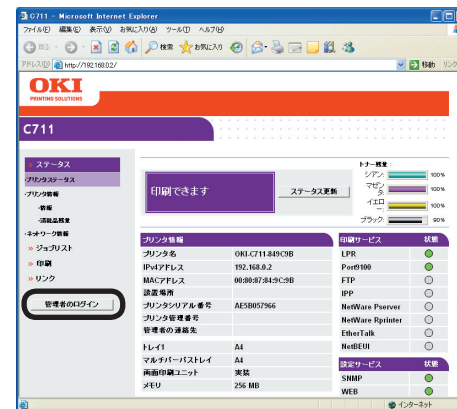 C711 - Microsoft Internet Explorer
ファイル(F) 編集(E) 表示(V) お気に入り(A) ツール(T) ヘルプ(H)
戻る 検索 お気に入り
アドレス(D) http://192.168.0.2/ 移動 リンク
OKI
PRINTING SOLUTIONS
C711
ステータス
プリンタステータス
プリンタ情報
情報
消耗品残量
ネットワーク情報
ジョブリスト
印刷
リンク
管理者のログイン
印刷できます
ステータス更新
トナー残量:
シアン: 100%
マゼンタ: 100%
イエロー: 100%
ブラック: 90%
プリンタ情報
プリンタ名 OKI-C711-849C9B
IPv4アドレス 192.168.0.2
MACアドレス 00:80:87:84:9C:9B
設置場所
プリンタシリアル番号 AE5B057966
プリンタ管理番号
管理者の連絡先
トレイ1 A4
マルチパーパストレイ A4
両面印刷ユニット 実装
メモリ 256 MB
印刷サービス 状態
LPR
Port9100
FTP
IPP
NetWare Pserver
NetWare Rprinter
EtherTalk
NetBEUI
設定サービス 状態
SNMP
WEB
インターネット